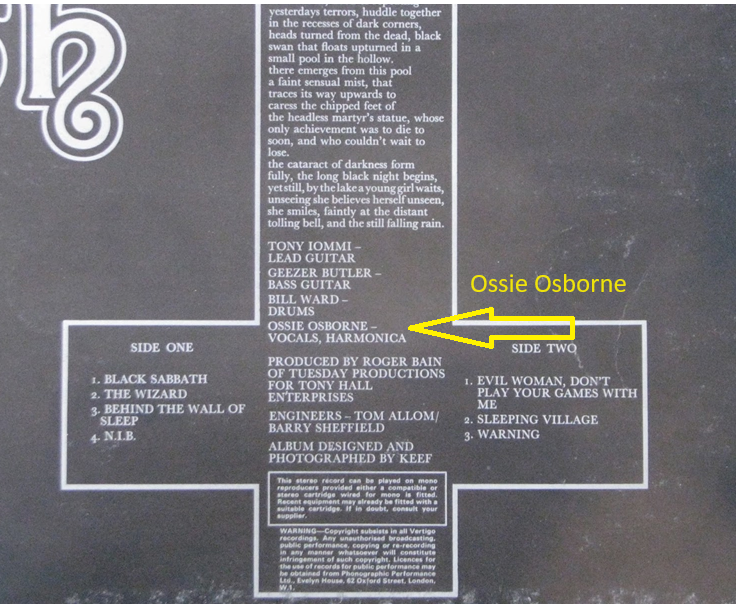 yesterdays terrors, huddle together
in the recesses of dark corners,
heads turned from the dead, black
swan that floats upturned in a
small pool in the hollow.
there emerges from this pool
a faint sensual mist, that
traces its way upwards to
caress the chipped feet of
the headless martyr's statue, whose
only achievement was to die to
soon, and who couldn't wait to
lose.
the cataract of darkness form
fully, the long black night begins,
yet still, by the lake a young girl waits,
unseeing she believes herself unseen,
she smiles, faintly at the distant
tolling bell, and the still falling rain.
TONY IOMMI –
LEAD GUITAR
GEEZER BUTLER –
BASS GUITAR
BILL WARD –
DRUMS
OSSIE OSBORNE –
VOCALS, HARMONICA
Ossie Osborne
PRODUCED BY ROGER BAIN
OF TUESDAY PRODUCTIONS
FOR TONY HALL
ENTERPRISES
ENGINEERS – TOM ALLOM/
BARRY SHEFFIELD
ALBUM DESIGNED AND
PHOTOGRAPHED BY KEEF
SIDE ONE
1. BLACK SABBATH
2. THE WIZARD
3. BEHIND THE WALL OF
SLEEP
4. N.I.B.
SIDE TWO
1. EVIL WOMAN, DON'T
PLAY YOUR GAMES WITH
ME
2. SLEEPING VILLAGE
3. WARNING
This stereo record can be played on mono
reproducers provided either a compatible or
stereo cartridge wired for mono is fitted.
Recent equipment may already be fitted with a
suitable cartridge. If in doubt, consult your
supplier.
WARNING—Copyright subsists in all Vertigo
recordings. Any unauthorised broadcasting,
public performance, copying or re-recording
in any manner whatsoever will constitute
infringement of such copyright. Licences for
the use of records for public performance may
be obtained from Phonographic Performance
Ltd., Evelyn House, 62 Oxford Street, London,
W.1.